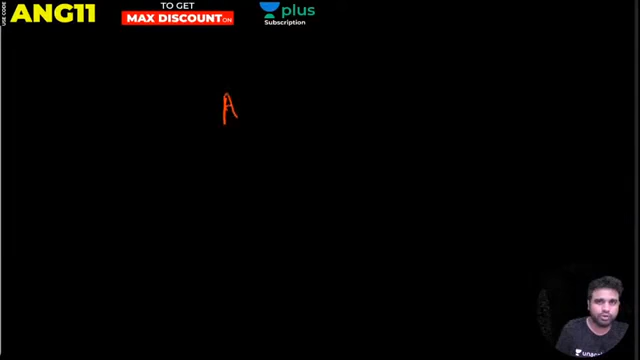 USE CODE
ANG11
TO GET
MAX DISCOUNT ON
plus
Subscription
A